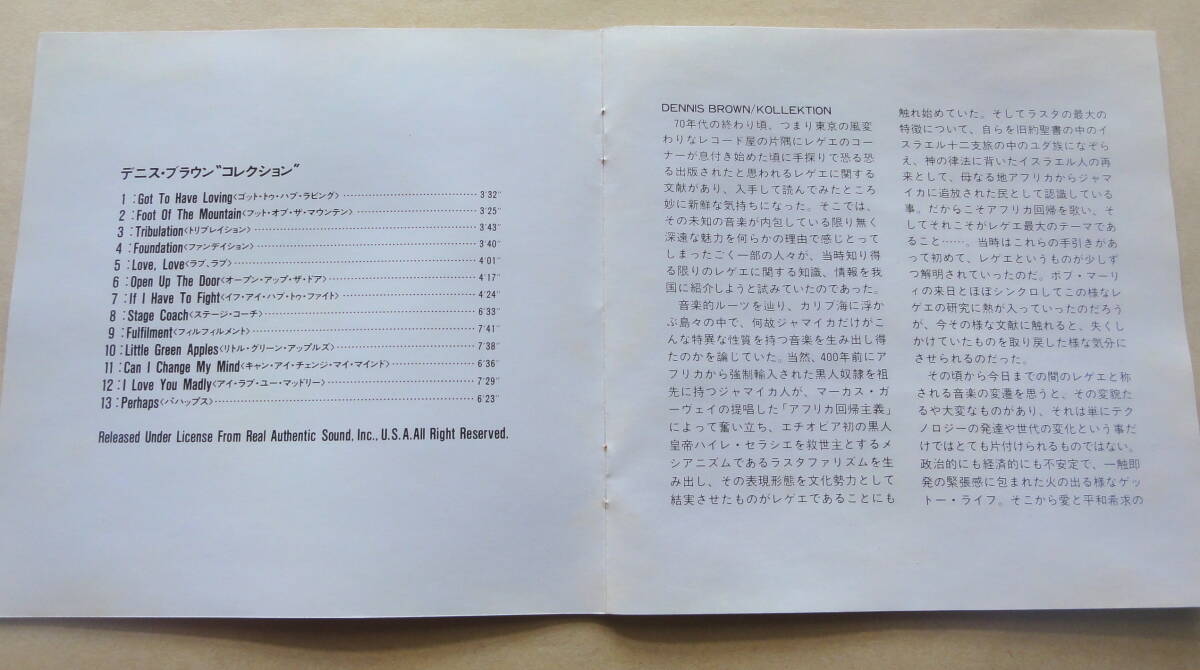 デニス・ブラウン“コレクション”
1 :Got To Have Loving〈ゴット・トゥ・ハブ・ラビング〉 3'32"
2 :Foot Of The Mountain〈フット・オブ・ザ・マウンテン〉 3'25"
3 :Tribulation〈トリブレイション〉 3'43"
4 :Foundation〈ファンデイション〉 3'40"
5 :Love, Love〈ラブ、ラブ〉 4'01"
6 :Open Up The Door〈オープン・アップ・ザ・ドア〉 4'17"
7 :If I Have To Fight〈イフ・アイ・ハブ・トゥ・ファイト〉 4'24"
8 :Stage Coach〈ステージ・コーチ〉 6'33"
9 :Fulfilment〈フィルフィルメント〉 7'41"
10 :Little Green Apples〈リトル・グリーン・アップルズ〉 7'38"
11 :Can I Change My Mind〈キャン・アイ・チェンジ・マイ・マインド〉 6'36"
12 :I Love You Madly〈アイ・ラブ・ユー・マッドリー〉 7'29"
13 :Perhaps〈パハップス〉 6'23"
Released Under License From Real Authentic Sound, Inc., U.S.A.All Right Reserved.
DENNIS BROWN/KOLLEKTION
70年代の終わり頃、つまり東京の風変
わりなレコード屋の片隅にレゲエのコー
ナーが息付き始めた頃に手探りで恐る恐
る出版されたと思われるレゲエに関する
文献があり、入手して読んでみたところ
妙に新鮮な気持ちになった。そこでは、
その未知の音楽が内包している限り無く
深遠な魅力を何らかの理由で感じとって
しまったごく一部の人々が、当時知り得
る限りのレゲエに関する知識、情報を我
国に紹介しようと試みていたのであった。
音楽的ルーツを辿り、カリブ海に浮か
ぶ島々の中で、何故ジャマイカだけがこ
んな特異な性質を持つ音楽を生み出し得
たのかを論じていた。当然、400年前にア
フリカから強制輸入された黒人奴隷を祖
先に持つジャマイカ人が、マーカス・ガ
ーヴェイの提唱した「アフリカ回帰主義」
によって奮い立ち、エチオピア初の黒人
皇帝ハイレ・セラシエを救世主とするメ
シアニズムであるラスタファリズムを生
み出し、その表現形態を文化勢力として
結実させたものがレゲエであることにも
触れ始めていた。そしてラスタの最大の
特徴について、自らを旧約聖書の中のイ
スラエル十二支族の中のユダ族になぞら
え、神の律法に背いたイスラエル人の再
来として、母なる地アフリカからジャマ
イカに追放された民として認識している
事。だからこそアフリカ回帰を歌い、そ
してそれこそがレゲエ最大のテーマであ
ること……。当時はこれらの手引きがあ
って初めて、レゲエというものが少しず
つ解明されていったのだ。ボブ・マーリ
ィの来日とほぼシンクロしてこの様なレ
ゲエの研究に熱が入っていったのだろう
が、今その様な文献に触れると、失くし
かけていたものを取り戻した様な気分に
させられるのだった。
その頃から今日までの間のレゲエと称
される音楽の変遷を思うと、その変貌た
るや大変なものがあり、それは単にテク
ノロジーの発達や世代の変化という事だ
けではとても片付けられるものではない。
政治的にも経済的にも不安定で、一触即
発の緊張感に包まれた火の出る様なゲッ
トー・ライフ。そこから愛と平和希求の